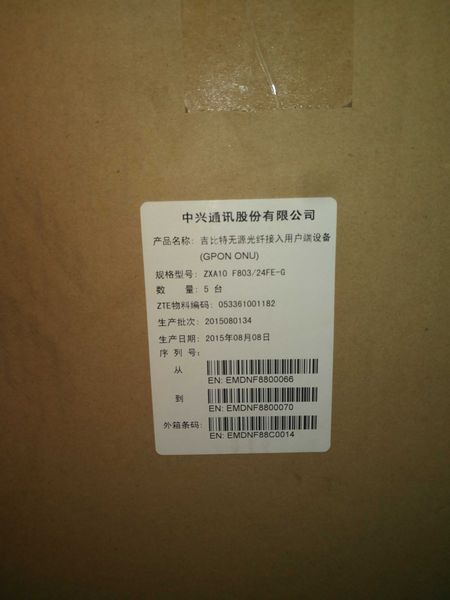 中兴通讯股份有限公司
产品名称: 吉比特无源光纤接入用户端设备
(GPON ONU)
规格型号: ZXA10 F803/24FE-G
数 量: 5 台
ZTE物料编码: 053361001182
生产批次: 2015080134
生产日期: 2015年08月08日
序 列 号:
从
EN: EMDNF8800066
到
EN: EMDNF8800070
外箱条码:
EN: EMDNF88C0014